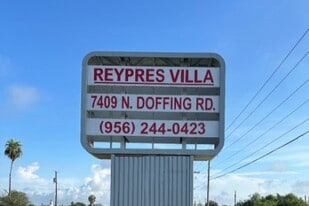 REYPRES VILLA
7409 N. DOFFING RD.
(956) 244-0423